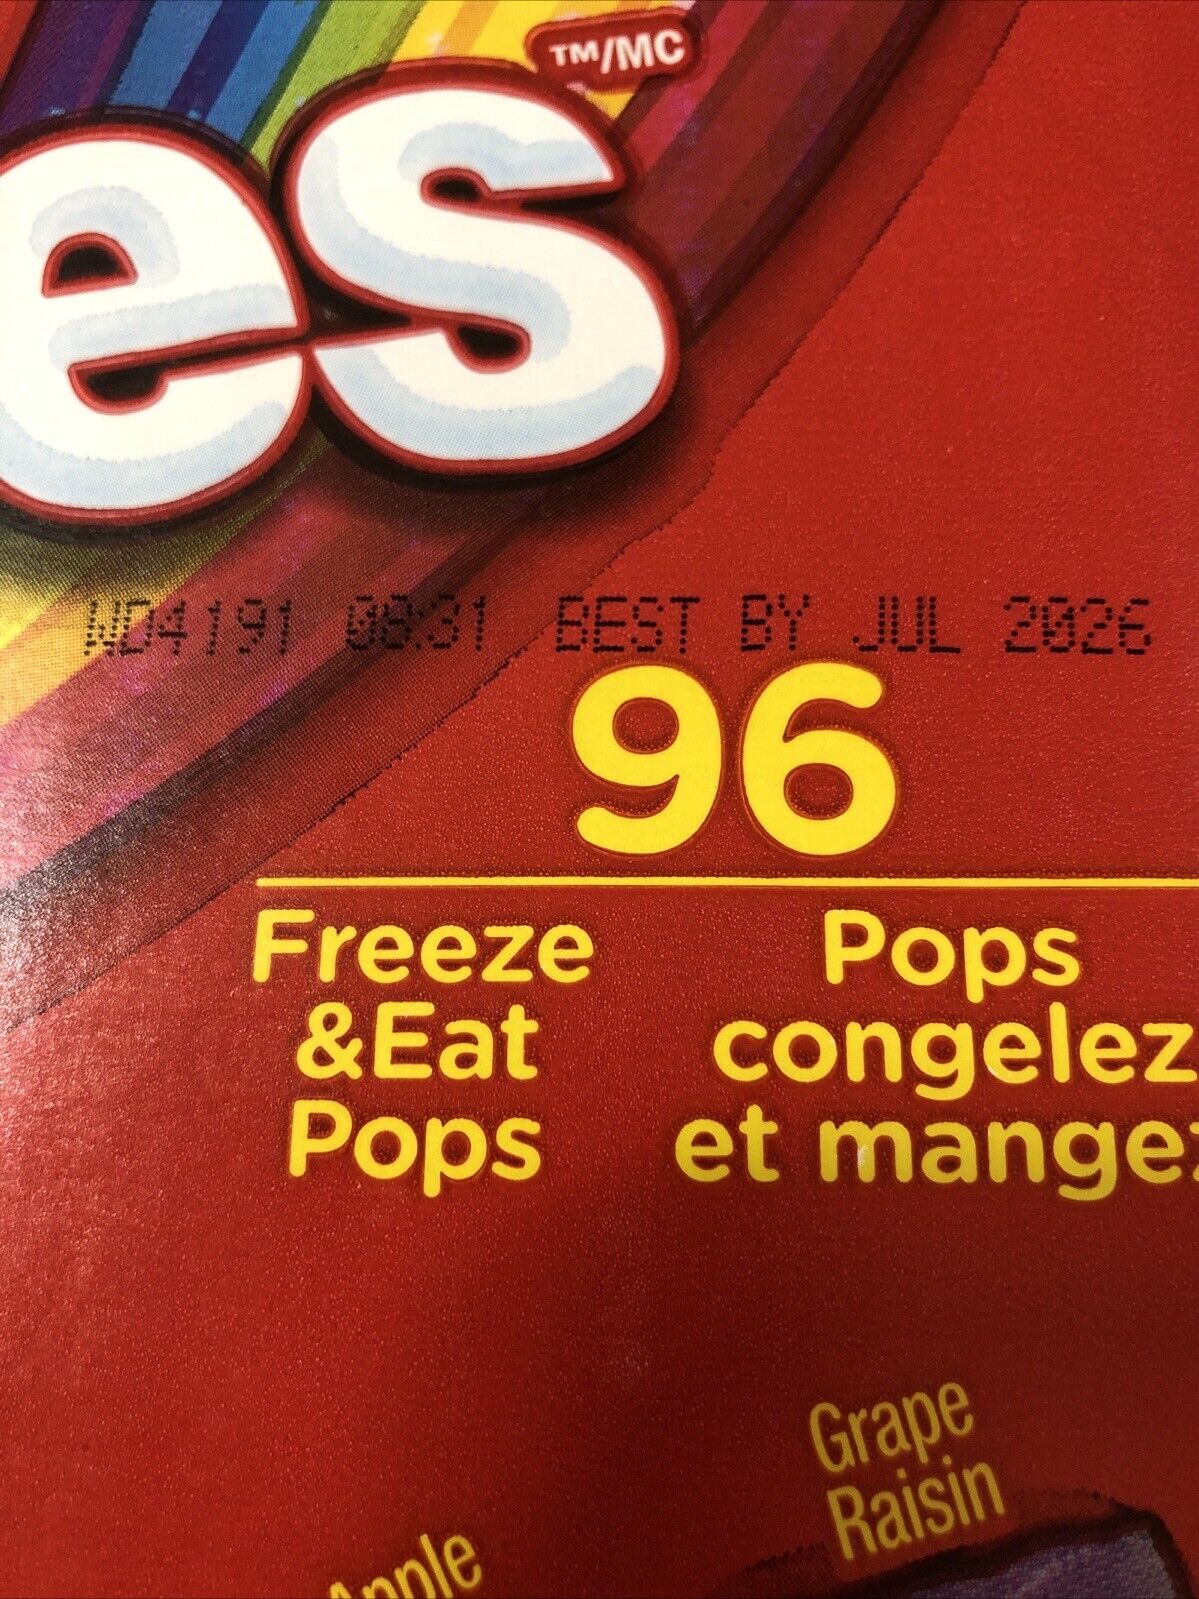 TM/MC
es
WD4191 08:31 BEST BY JUL 2026
96
Freeze
&Eat
Pops
Pops
congelez
et mangez
Grape
Raisin
Apple